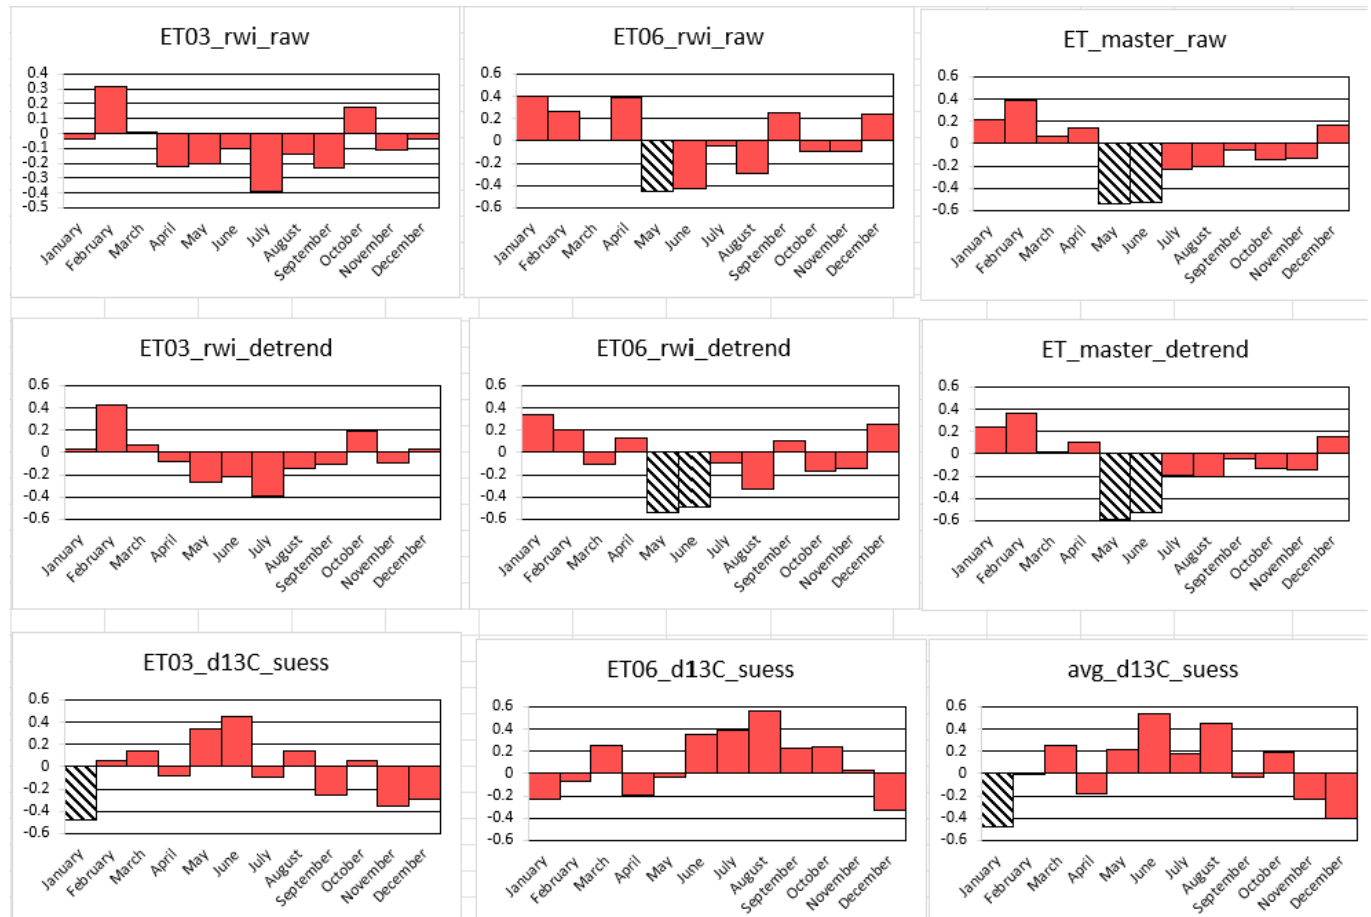 ET03_rwi_raw
0.4
0.3
0.2
0.1
0
-0.1
-0.2
-0.3
-0.4
-0.5
January
February
March
April
May
June
July
August
September
October
November
December
ET06_rwi_raw
0.6
0.4
0.2
0
-0.2
-0.4
-0.6
January
February
March
April
May
June
July
August
September
October
November
December
ET_master_raw
0.6
0.4
0.2
0
-0.2
-0.4
-0.6
January
February
March
April
May
June
July
August
September
October
November
December
ET03_rwi_detrend
0.6
0.4
0.2
0
-0.2
-0.4
-0.6
January
February
March
April
May
June
July
August
September
October
November
December
ET06_rwi_detrend
0.6
0.4
0.2
0
-0.2
-0.4
-0.6
January
February
March
April
May
June
July
August
September
October
November
December
ET_master_detrend
0.6
0.4
0.2
0
-0.2
-0.4
-0.6
January
February
March
April
May
June
July
August
September
October
November
December
ET03_d13C_suess
0.6
0.4
0.2
0
-0.2
-0.4
-0.6
January
February
March
April
May
June
July
August
September
October
November
December
ET06_d13C_suess
0.6
0.4
0.2
0
-0.2
-0.4
-0.6
January
February
March
April
May
June
July
August
September
October
November
December
avg_d13C_suess
0.6
0.4
0.2
0
-0.2
-0.4
-0.6
January
February
March
April
May
June
July
August
September
October
November
December